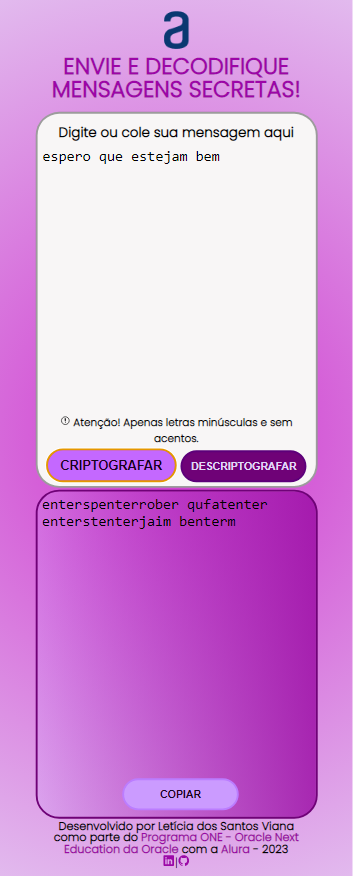 a
ENVIE E DECODIFIQUE
MENSAGENS SECRETAS!
Digite ou cole sua mensagem aqui
espero que estejam bem
Atenção! Apenas letras minúsculas e sem
acentos.
CRIPTOGRAFAR
DESCRIPTOGRAFAR
enterspenterrober qufatenter
enterstenterjaim benterm
COPIAR
Desenvolvido por Letícia dos Santos Viana
como parte do Programa ONE - Oracle Next
Education da Oracle com a Alura - 2023
in|